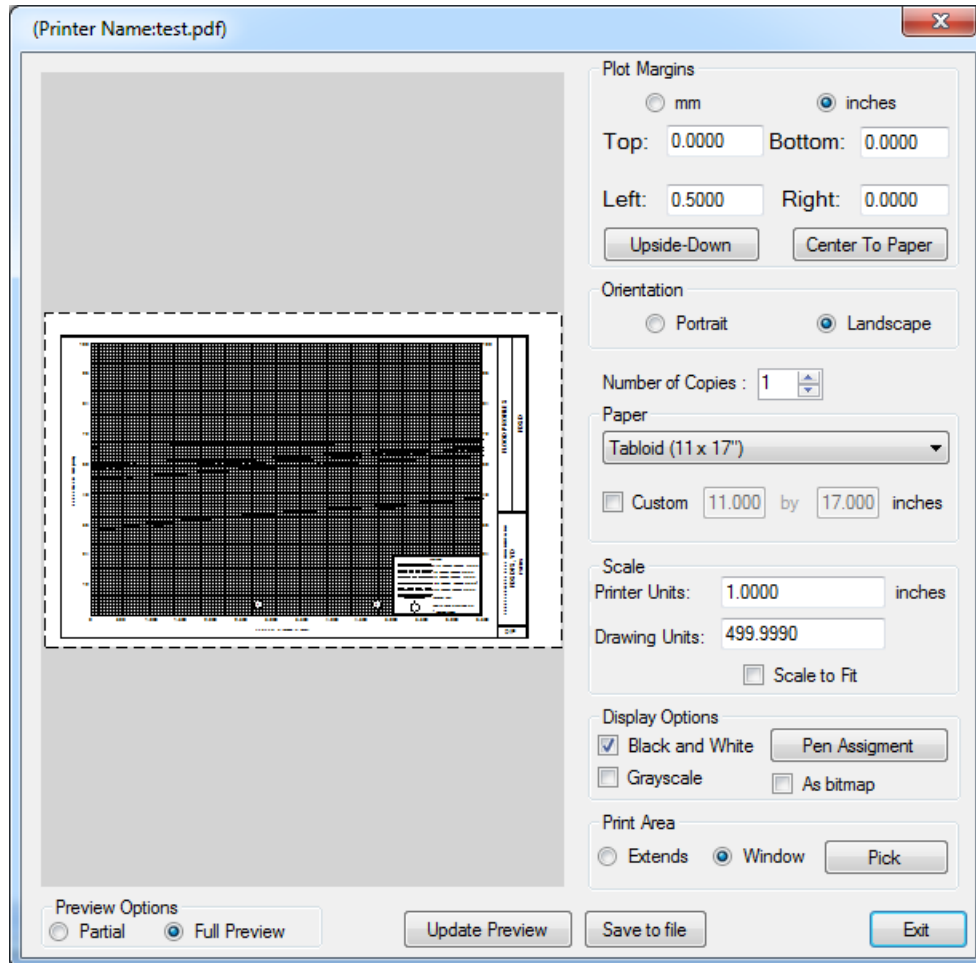 (Printer Name:test.pdf)
Plot Margins
mm inches
Top: 0.0000 Bottom: 0.0000
Left: 0.5000 Right: 0.0000
Upside-Down Center To Paper
Orientation
Portrait Landscape
Number of Copies : 1
Paper
Tabloid (11 x 17")
Custom 11.000 by 17.000 inches
Scale
Printer Units: 1.0000 inches
Drawing Units: 499.9990
Scale to Fit
Display Options
Black and White Pen Assigment
Grayscale As bitmap
Print Area
Extends Window Pick
Preview Options
Partial Full Preview
Update Preview Save to file Exit
FLOOD PROFILES